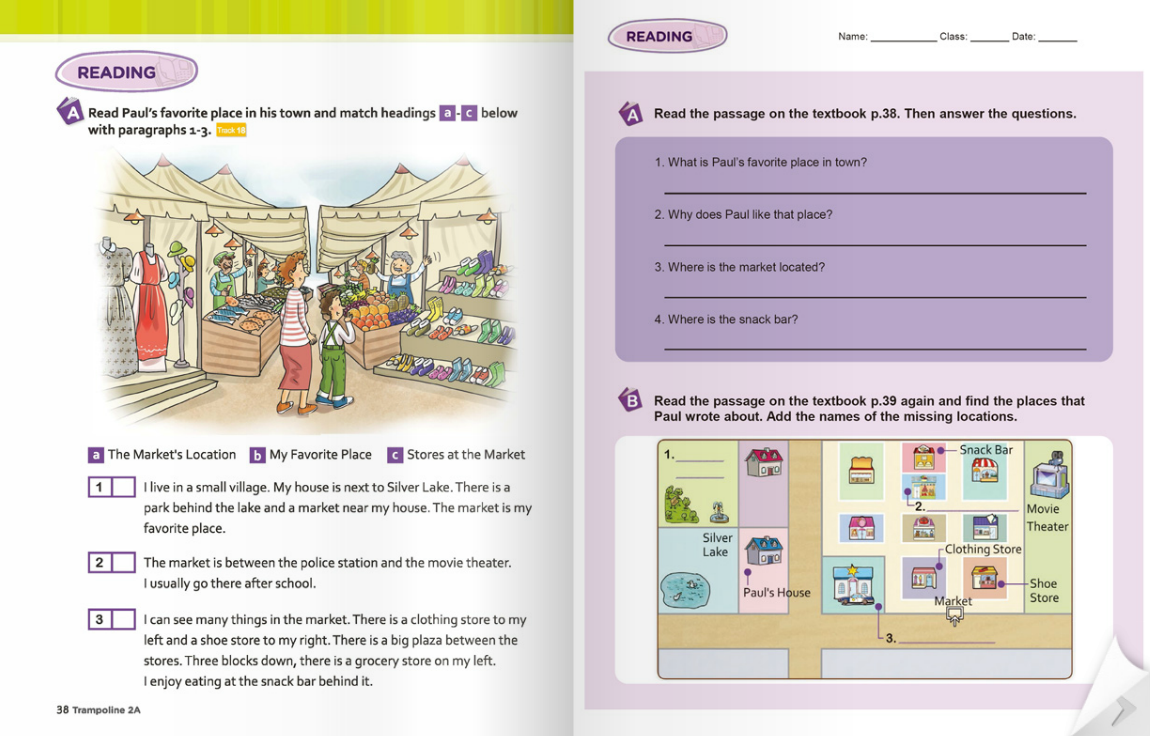 READING
A Read Paul's favorite place in his town and match headings a - c below
with paragraphs 1-3. Track 18
a The Market's Location b My Favorite Place c Stores at the Market
1 I live in a small village. My house is next to Silver Lake. There is a
park behind the lake and a market near my house. The market is my
favorite place.
2 The market is between the police station and the movie theater.
I usually go there after school.
3 I can see many things in the market. There is a clothing store to my
left and a shoe store to my right. There is a big plaza between the
stores. Three blocks down, there is a grocery store on my left.
I enjoy eating at the snack bar behind it.
38 Trampoline 2A
READING
Name: ____________ Class: _______ Date: _______
A Read the passage on the textbook p.38. Then answer the questions.
1. What is Paul's favorite place in town?
2. Why does Paul like that place?
3. Where is the market located?
4. Where is the snack bar?
B Read the passage on the textbook p.39 again and find the places that
Paul wrote about. Add the names of the missing locations.
1. ________
Snack Bar
2. ________
Movie
Theater
Silver
Lake
Clothing Store
Paul's House
Shoe
Store
Market
3. ________